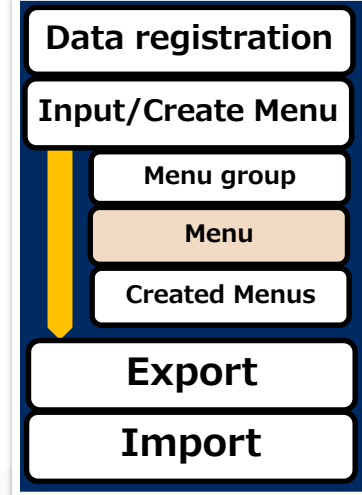 Data registration
Input/Create Menu
Menu group
Menu
Created Menus
Export
Import